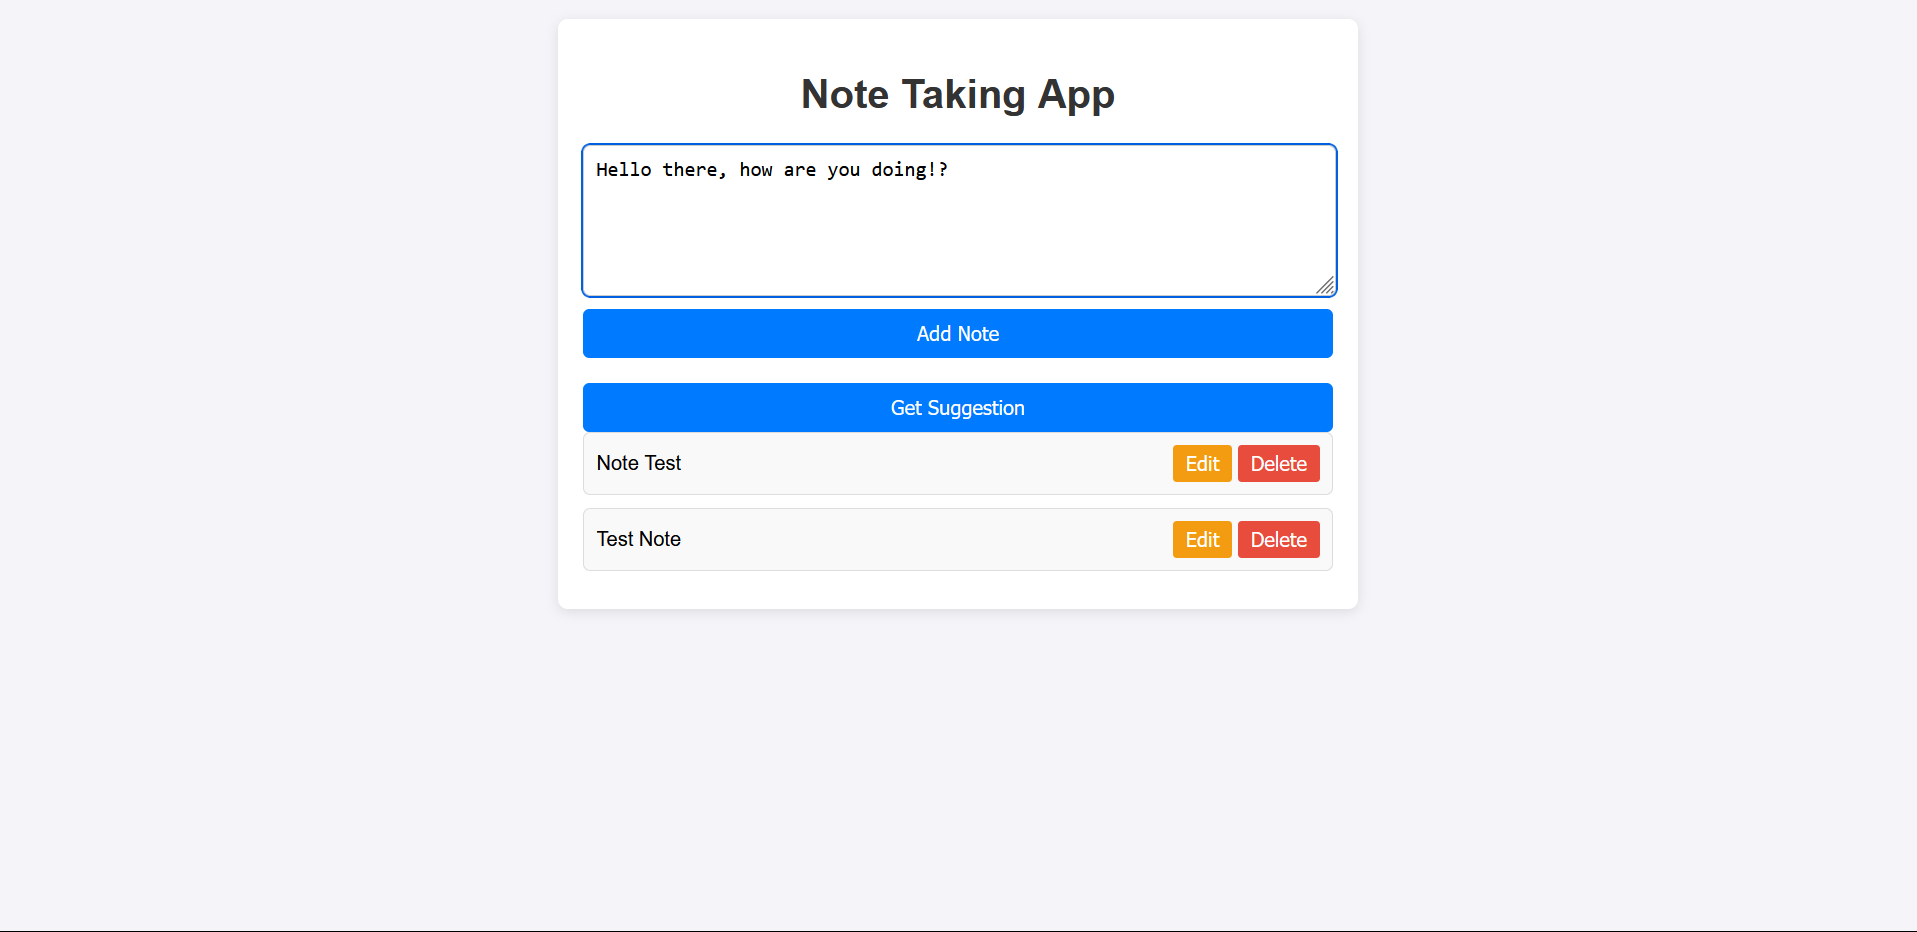 Note Taking App
Hello there, how are you doing!?
Add Note
Get Suggestion
Note Test Edit Delete
Test Note Edit Delete